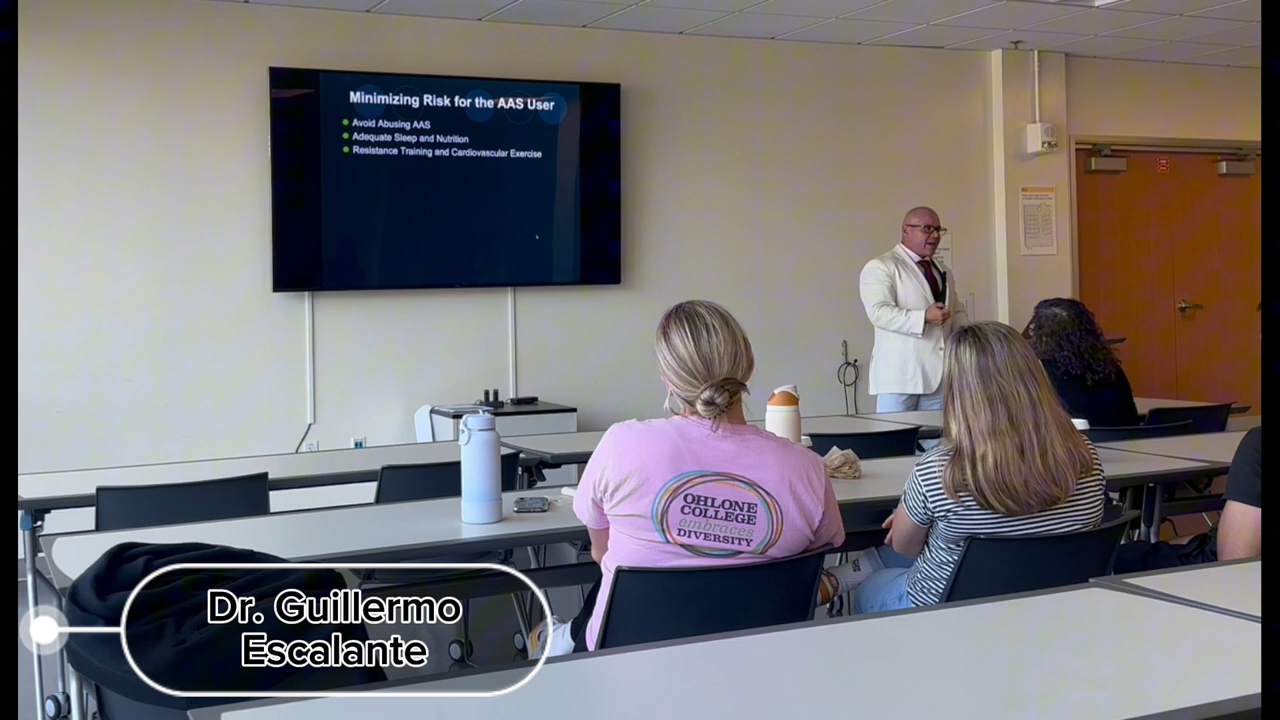 Minimizing Risk for the AAS User
Avoid Abusing AAS
Adequate Sleep and Nutrition
Resistance Training and Cardiovascular Exercise
OHLONE
COLLEGE
embraces
DIVERSITY
Dr. Guillermo
Escalante